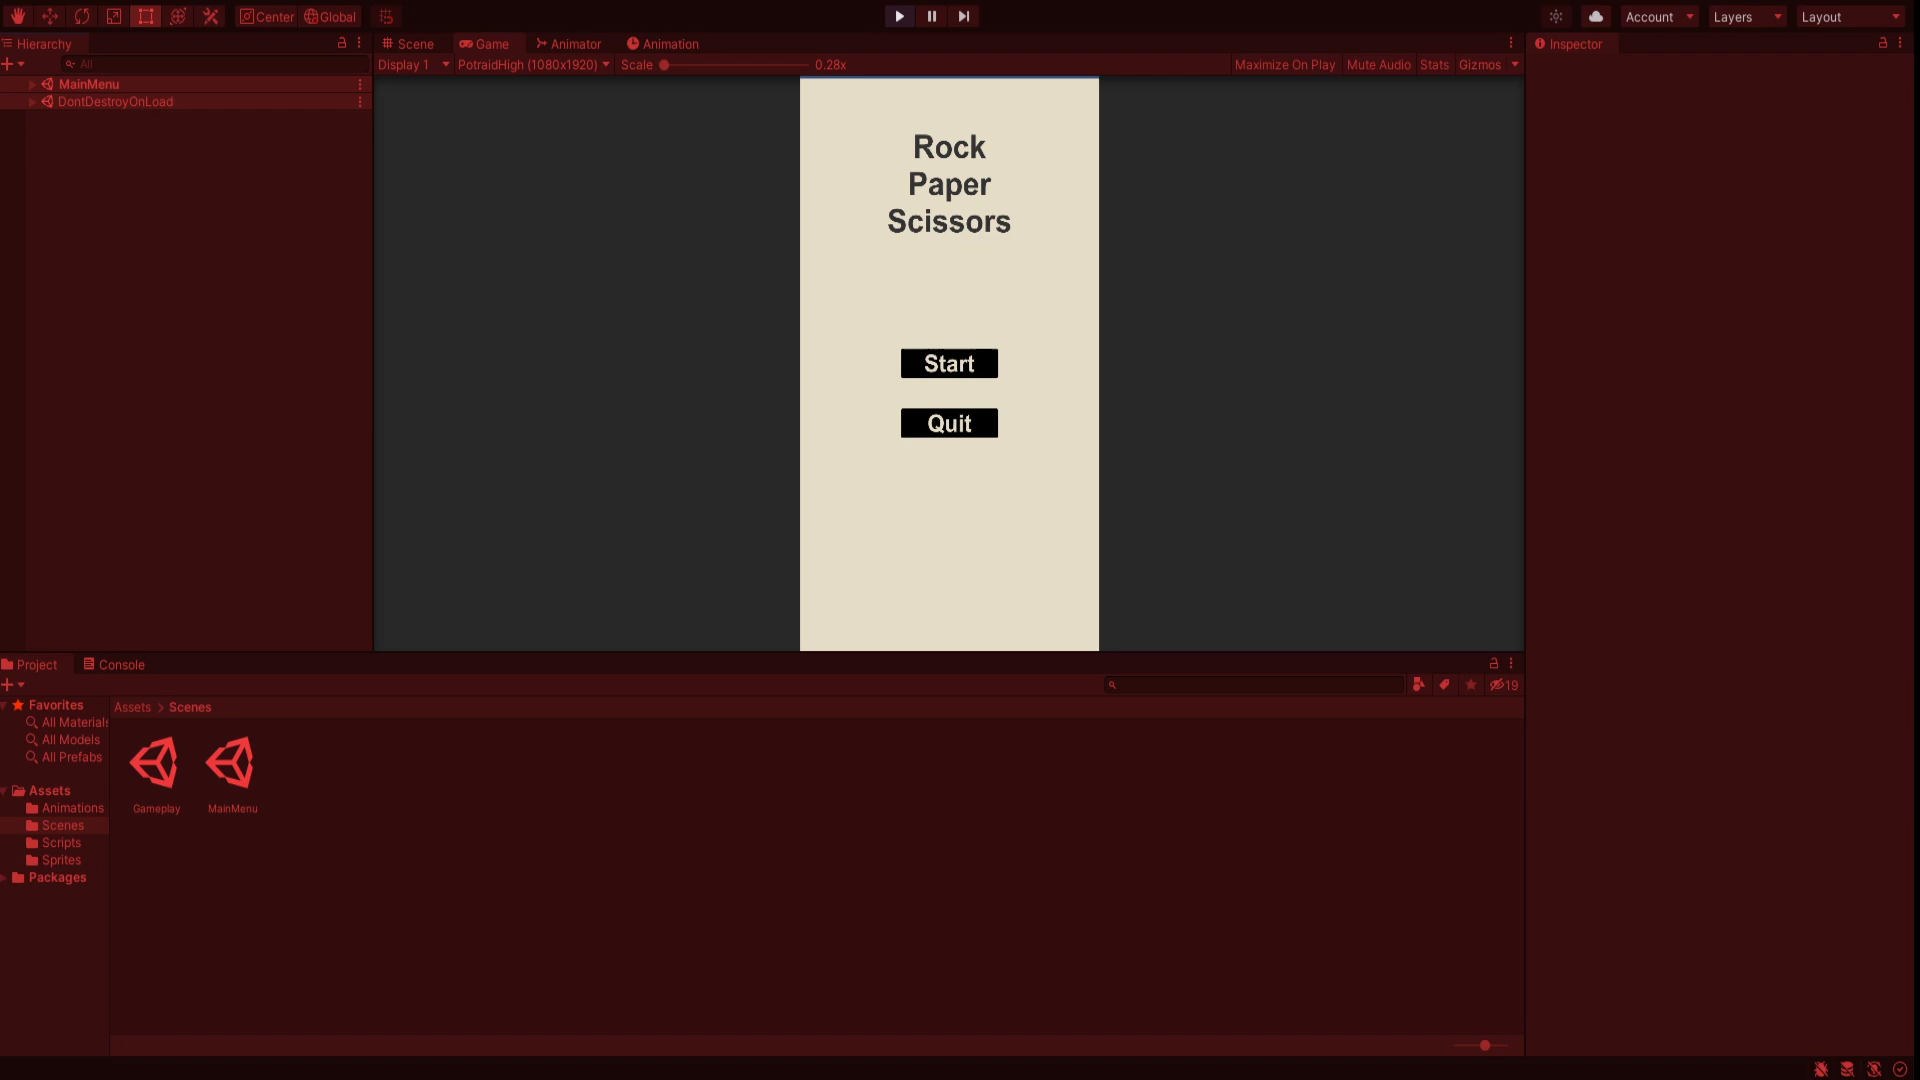 Center
Global
Account
Layers
Layout
Hierarchy
All
MainMenu
DontDestroyOnLoad
Scene
Game
Animator
Animation
Display 1
PotraidHigh (1080x1920)
Scale
0.28x
Maximize On Play
Mute Audio
Stats
Gizmos
Rock
Paper
Scissors
Start
Quit
Inspector
Project
Console
19
Favorites
All Materials
All Models
All Prefabs
Assets
Animations
Scenes
Scripts
Sprites
Packages
Assets > Scenes
Gameplay
MainMenu